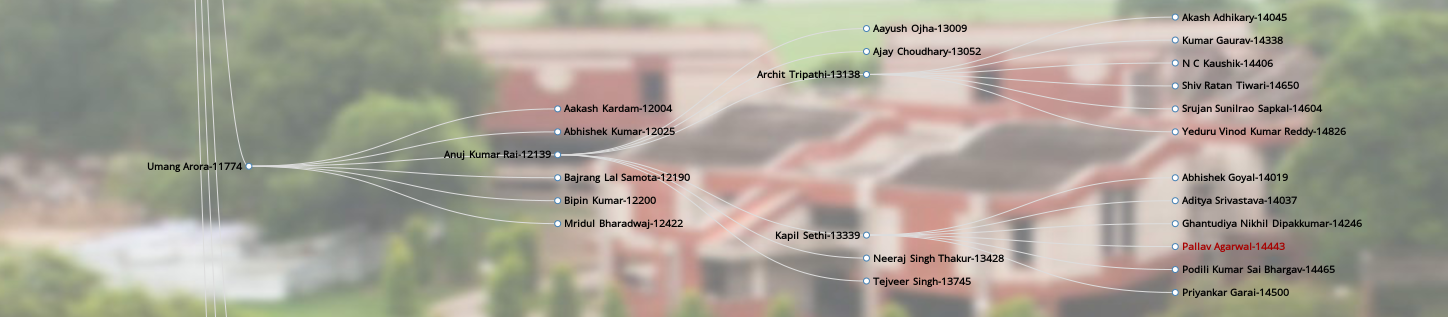 Umang Arora-11774
Aakash Kardam-12004
Abhishek Kumar-12025
Anuj Kumar Rai-12139
Bajrang Lal Samota-12190
Bipin Kumar-12200
Mridul Bharadwaj-12422
Aayush Ojha-13009
Ajay Choudhary-13052
Archit Tripathi-13138
Kapil Sethi-13339
Neeraj Singh Thakur-13428
Tejveer Singh-13745
Akash Adhikary-14045
Kumar Gaurav-14338
N C Kaushik-14406
Shiv Ratan Tiwari-14650
Srujan Sunilrao Sapkal-14604
Yeduru Vinod Kumar Reddy-14826
Abhishek Goyal-14019
Aditya Srivastava-14037
Ghantudiya Nikhil Dipakkumar-14246
Pallav Agarwal-14443
Podili Kumar Sai Bhargav-14465
Priyankar Garai-14500